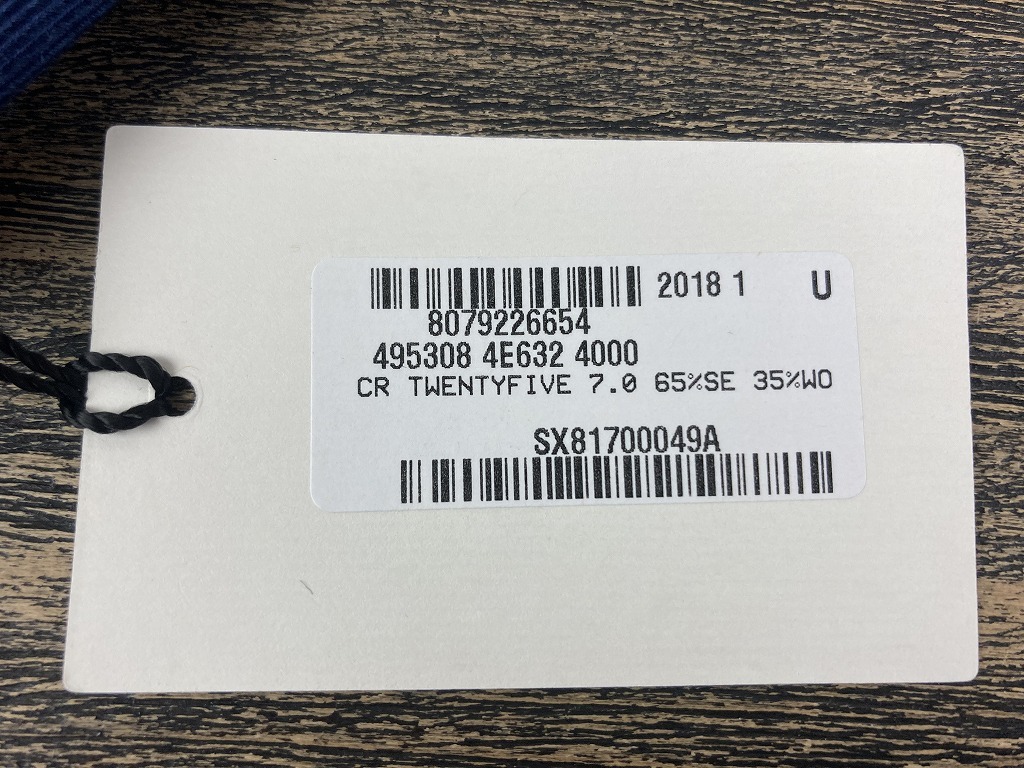 2018 1 U
8079226654
495308 4E632 4000
CR TWENTYFIVE 7.0 65%SE 35%WO
SX81700049A